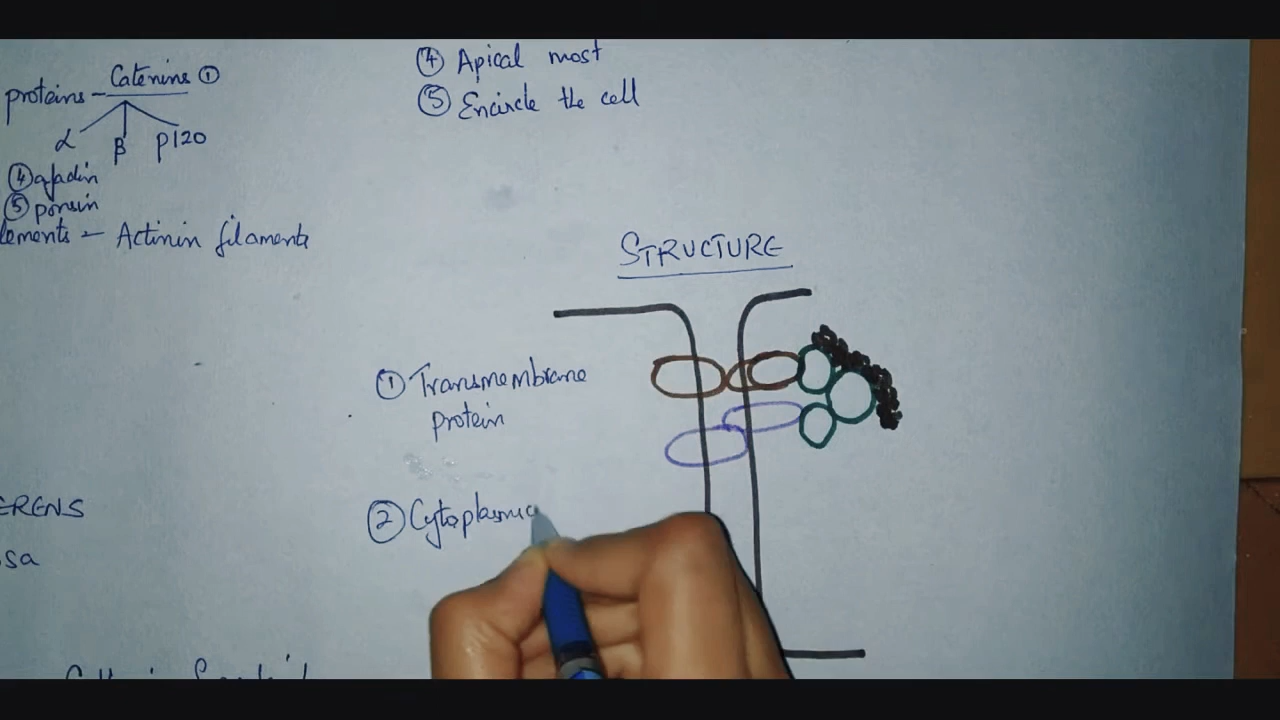 proteins - Catenins ①
α β p120
④ afadin
⑤ ponsin
lements - Actinin filaments
ERENS
sa
④ Apical most
⑤ Encircle the cell
STRUCTURE
① Transmembrane
protein
② Cytoplasmic